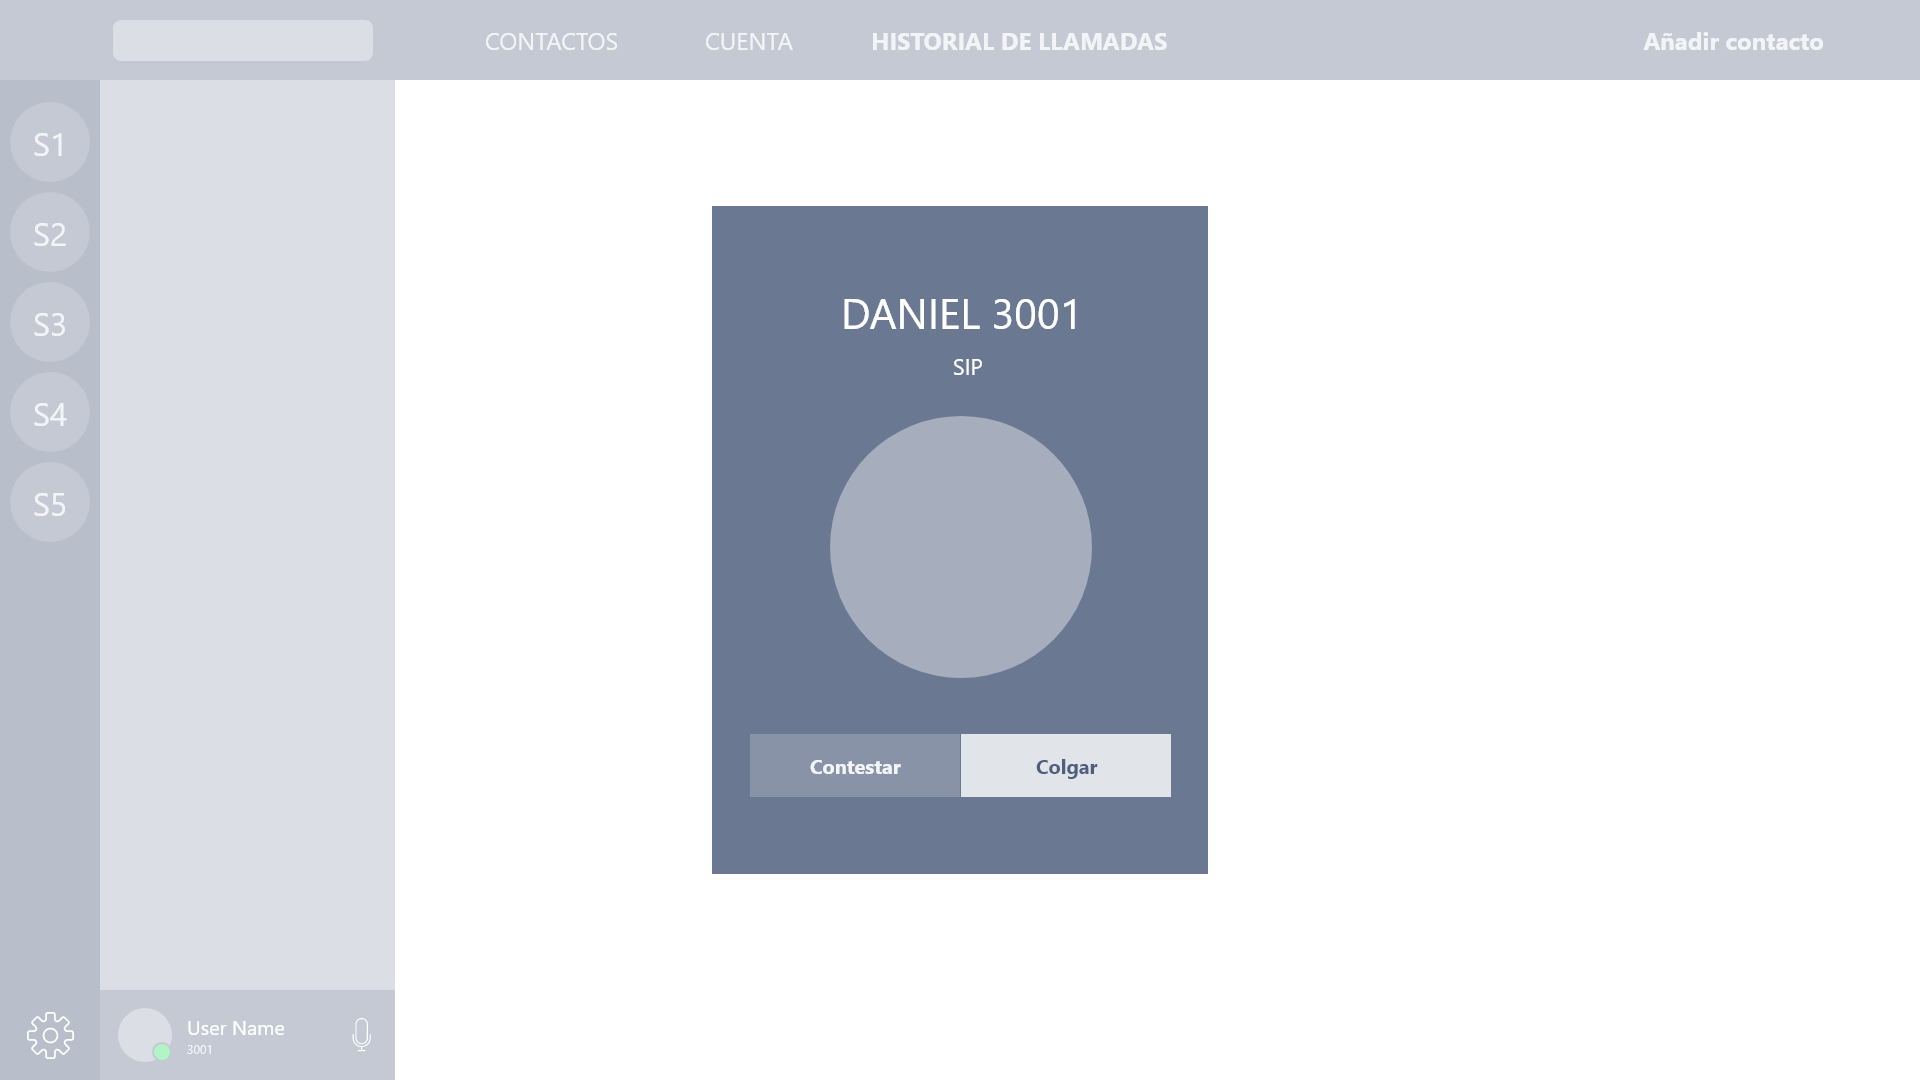 CONTACTOS
CUENTA
HISTORIAL DE LLAMADAS
Añadir contacto
S1
S2
S3
S4
S5
DANIEL 3001
SIP
Contestar
Colgar
User Name
3001